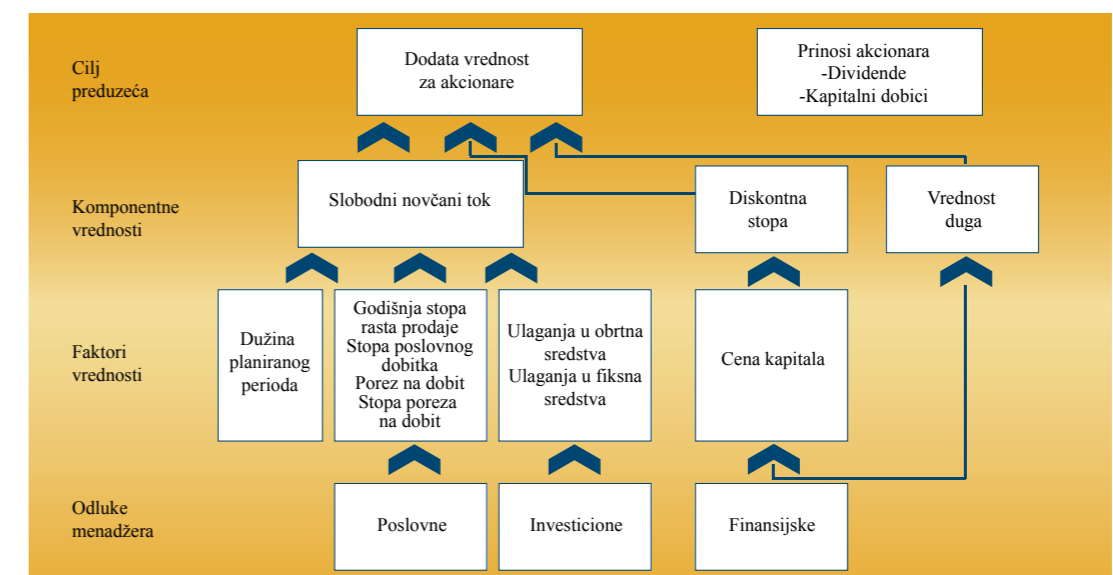 Cilj
preduzeća
Dodata vrednost
za akcionare
Prinosi akcionara
-Dividende
-Kapitalni dobici
Komponentne
vrednosti
Slobodni novčani tok
Diskontna
stopa
Vrednost
duga
Faktori
vrednosti
Dužina
planiranog
perioda
Godišnja stopa
rasta prodaje
Stopa poslovnog
dobitka
Porez na dobit
Stopa poreza
na dobit
Ulaganja u obrtna
sredstva
Ulaganja u fiksna
sredstva
Cena kapitala
Odluke
menadžera
Poslovne
Investicione
Finansijske